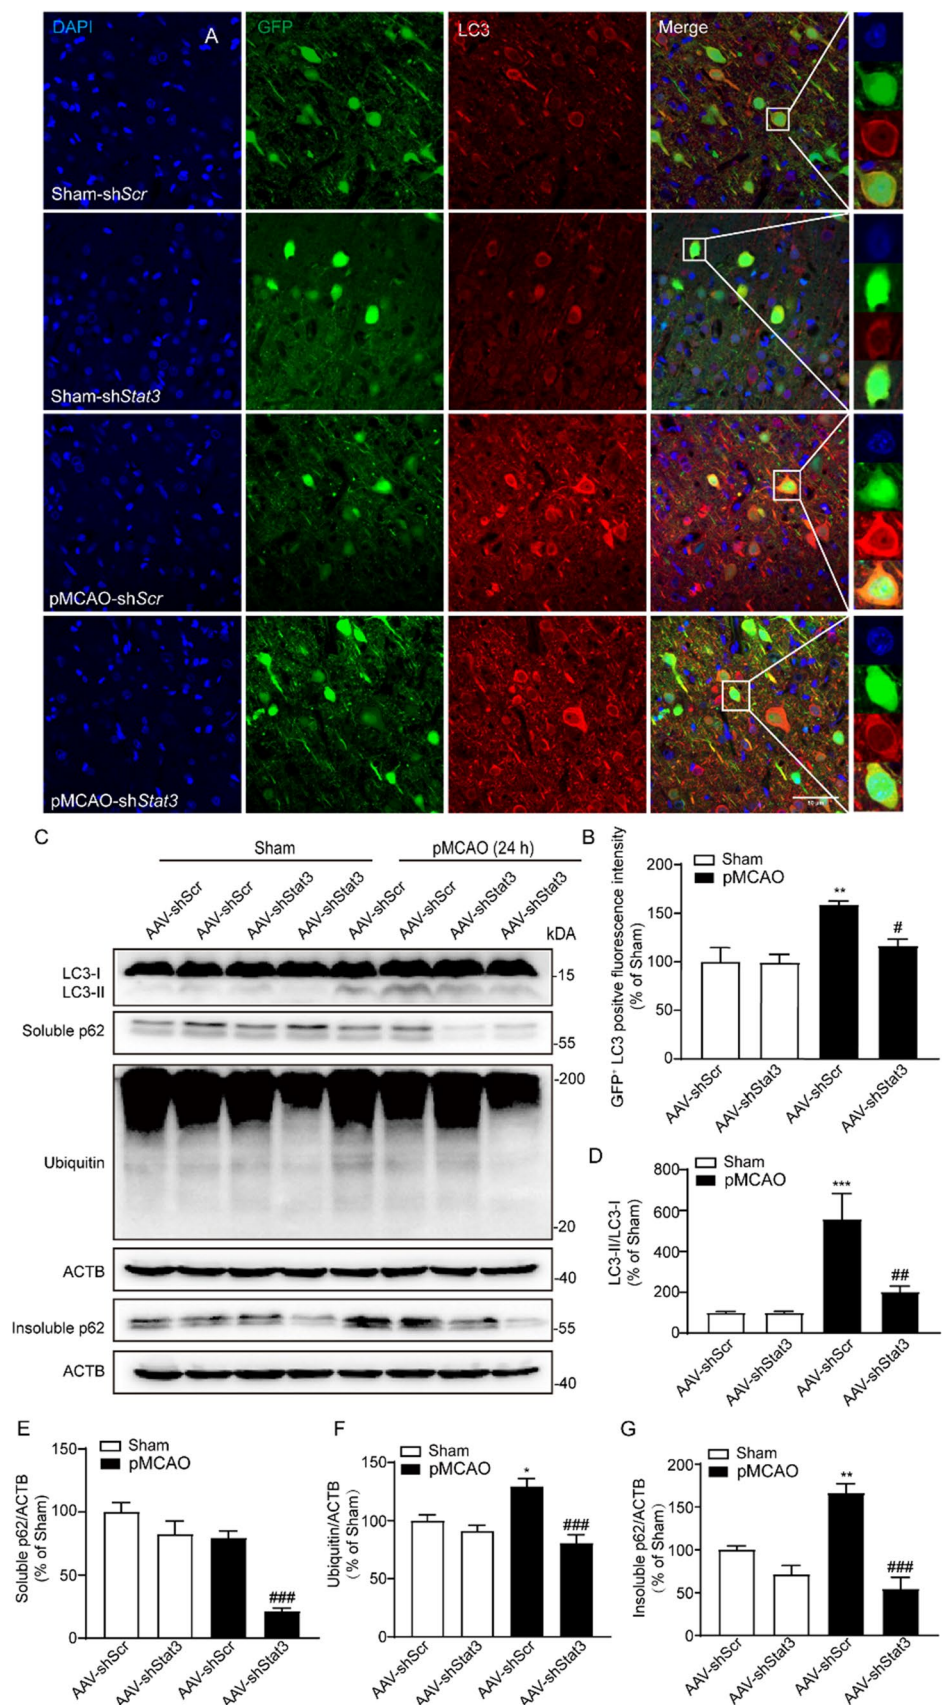 DAPI
A
GFP
LC3
Merge
Sham-shScr
Sham-shStat3
pMCAO-shScr
pMCAO-shStat3
50 μm
C
Sham
pMCAO (24 h)
AAV-shScr
AAV-shScr
AAV-shStat3
AAV-shStat3
AAV-shScr
AAV-shScr
AAV-shStat3
AAV-shStat3
kDA
LC3-I
LC3-II
-15
Soluble p62
-55
Ubiquitin
-200
-20
ACTB
-40
Insoluble p62
-55
ACTB
-40
B
GFP+ LC3 positve fluorescence intensity
(% of Sham)
200
150
100
50
0
Sham
pMCAO
**
#
AAV-shScr
AAV-shStat3
AAV-shScr
AAV-shStat3
D
LC3-II/LC3-I
(% of Sham)
800
600
400
200
0
Sham
pMCAO
***
##
AAV-shScr
AAV-shStat3
AAV-shScr
AAV-shStat3
E
Soluble p62/ACTB
(% of Sham)
150
100
50
0
Sham
pMCAO
###
AAV-shScr
AAV-shStat3
AAV-shScr
AAV-shStat3
F
Ubiquitin/ACTB
(% of Sham)
150
100
50
0
Sham
pMCAO
*
###
AAV-shScr
AAV-shStat3
AAV-shScr
AAV-shStat3
G
Insoluble p62/ACTB
(% of Sham)
200
150
100
50
0
Sham
pMCAO
**
###
AAV-shScr
AAV-shStat3
AAV-shScr
AAV-shStat3